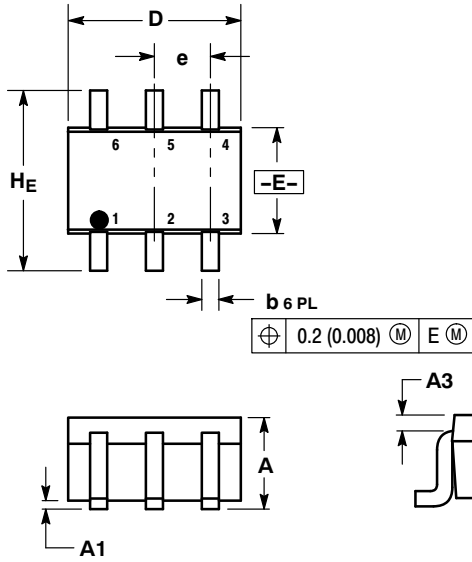 D
e
6 5 4
HE
-E-
1 2 3
b 6 PL
⌖ 0.2 (0.008) Ⓜ E Ⓜ
A3
A
A1